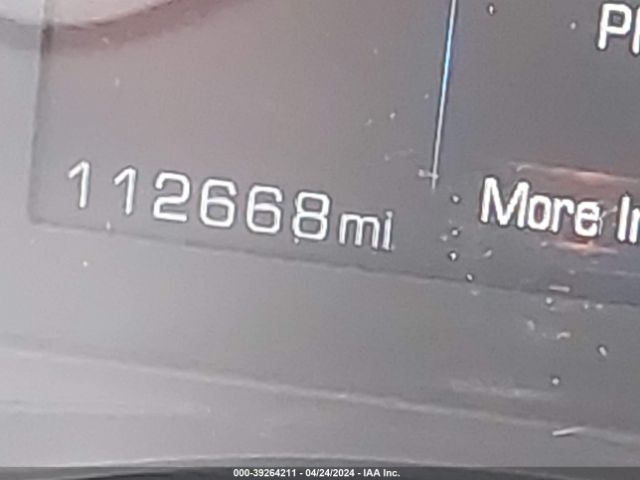 112668mi
More In
000-39264211 - 04/24/2024 - IAA Inc.